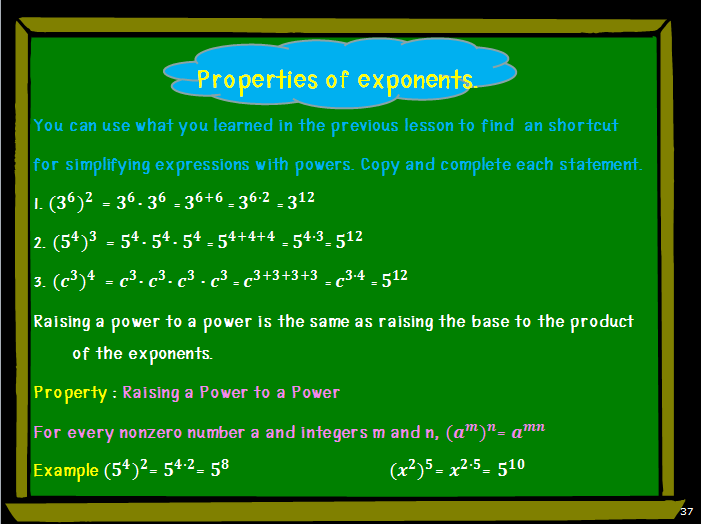 Properties of exponents.
You can use what you learned in the previous lesson to find an shortcut
for simplifying expressions with powers. Copy and complete each statement.
1. (3⁶)² = 3⁶· 3⁶ = 3⁶⁺⁶ = 3⁶·² = 3¹²
2. (5⁴)³ = 5⁴· 5⁴· 5⁴ = 5⁴⁺⁴⁺⁴ = 5⁴·³= 5¹²
3. (c³)⁴ = c³· c³· c³ · c³ = c³⁺³⁺³⁺³ = c³·⁴ = 5¹²
Raising a power to a power is the same as raising the base to the product
of the exponents.
Property : Raising a Power to a Power
For every nonzero number a and integers m and n, (aᵐ)ⁿ= aᵐⁿ
Example (5⁴)²= 5⁴·²= 5⁸ (x²)⁵= x²·⁵= 5¹⁰
37